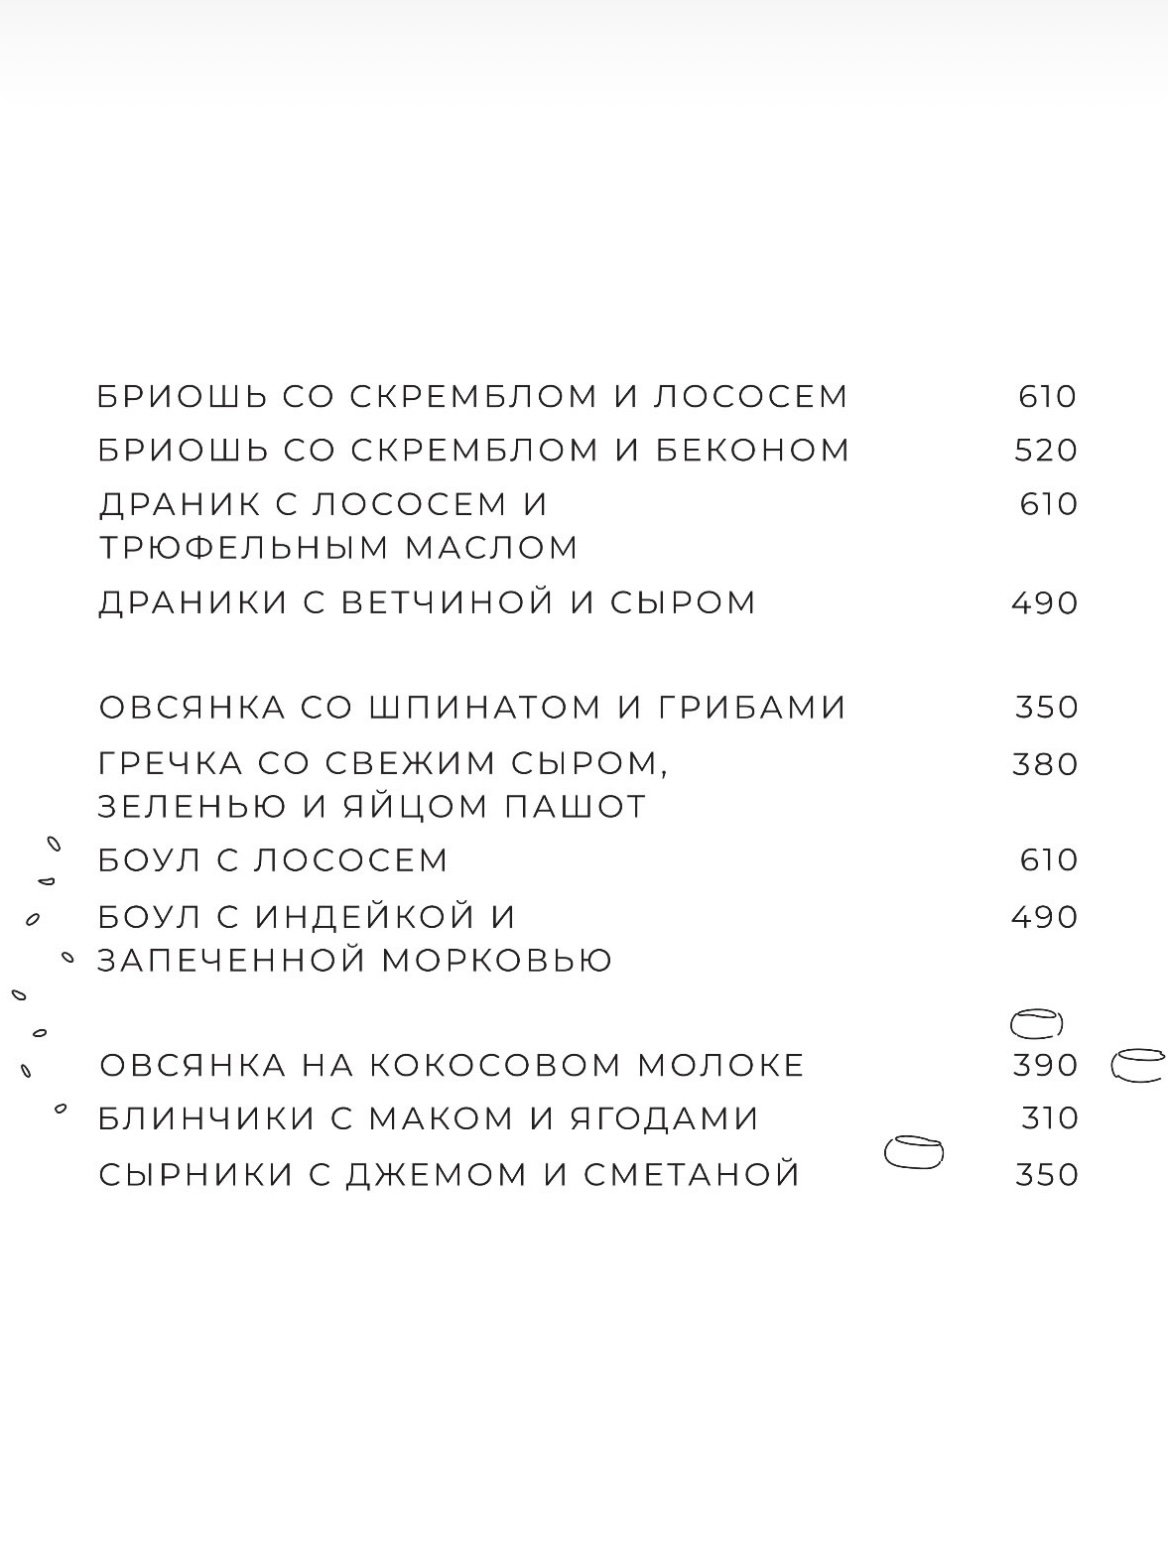 БРИОШЬ СО СКРЕМБЛОМ И ЛОСОСЕМ 610
БРИОШЬ СО СКРЕМБЛОМ И БЕКОНОМ 520
ДРАНИК С ЛОСОСЕМ И 610
ТРЮФЕЛЬНЫМ МАСЛОМ
ДРАНИКИ С ВЕТЧИНОЙ И СЫРОМ 490
ОВСЯНКА СО ШПИНАТОМ И ГРИБАМИ 350
ГРЕЧКА СО СВЕЖИМ СЫРОМ, 380
ЗЕЛЕНЬЮ И ЯЙЦОМ ПАШОТ
БОУЛ С ЛОСОСЕМ 610
БОУЛ С ИНДЕЙКОЙ И 490
ЗАПЕЧЕННОЙ МОРКОВЬЮ
ОВСЯНКА НА КОКОСОВОМ МОЛОКЕ 390
БЛИНЧИКИ С МАКОМ И ЯГОДАМИ 310
СЫРНИКИ С ДЖЕМОМ И СМЕТАНОЙ 350